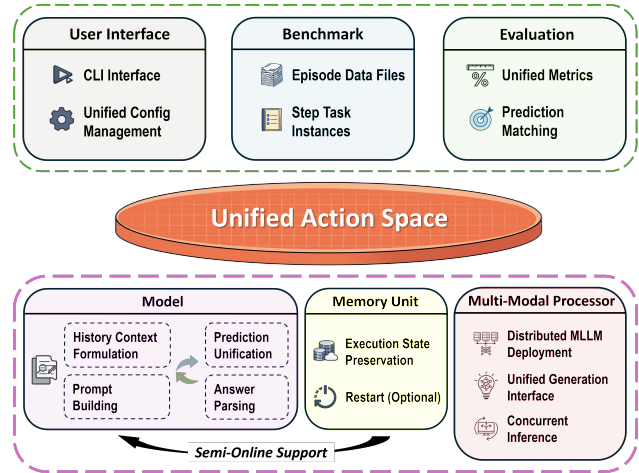 User Interface
CLI Interface
Unified Config
Management
Benchmark
Episode Data Files
Step Task
Instances
Evaluation
Unified Metrics
Prediction
Matching
Unified Action Space
Model
History Context
Formulation
Prediction
Unification
Prompt
Building
Answer
Parsing
Memory Unit
Execution State
Preservation
Restart (Optional)
Multi-Modal Processor
Distributed MLLM
Deployment
Unified Generation
Interface
Concurrent
Inference
Semi-Online Support